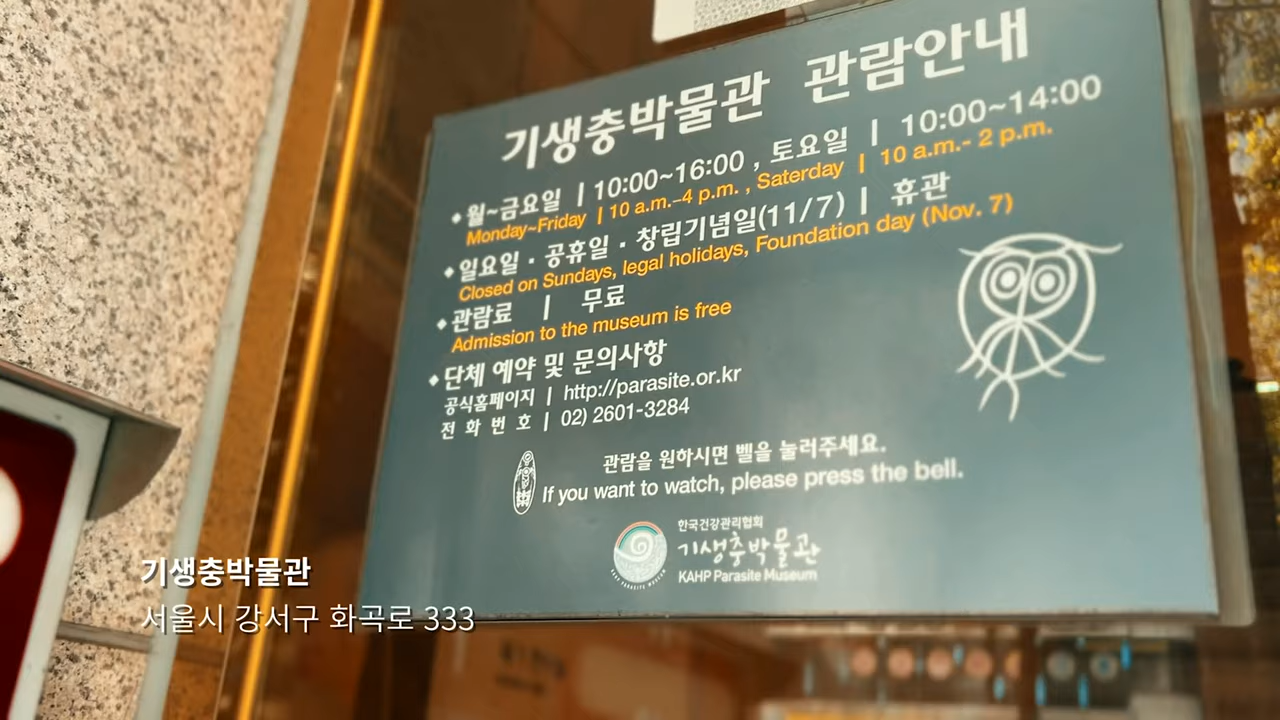 기생충박물관 관람안내
◆ 월~금요일 | 10:00~16:00 , 토요일 | 10:00~14:00
Monday~Friday | 10 a.m.-4 p.m. , Saterday | 10 a.m.- 2 p.m.
◆ 일요일 · 공휴일 · 창립기념일(11/7) | 휴관
Closed on Sundays, legal holidays, Foundation day (Nov. 7)
◆ 관람료 | 무료
Admission to the museum is free
◆ 단체 예약 및 문의사항
공식홈페이지 | http://parasite.or.kr
전 화 번 호 | 02) 2601-3284
관람을 원하시면 벨을 눌러주세요.
If you want to watch, please press the bell.
한국건강관리협회
기생충박물관
KAHP Parasite Museum
KAHP PARASITE MUSEUM
기생충박물관
서울시 강서구 화곡로 333